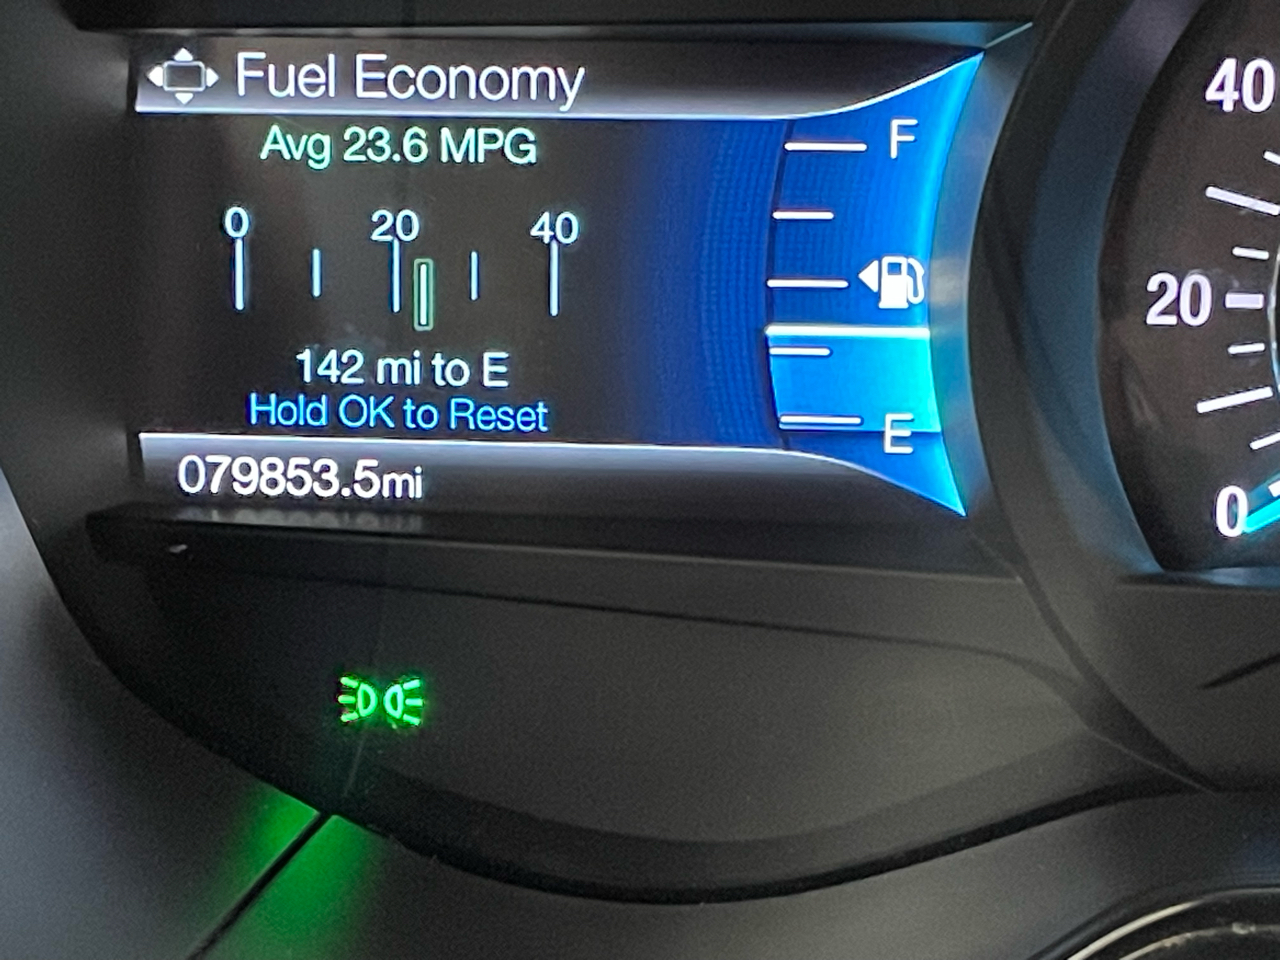 Fuel Economy
Avg 23.6 MPG
0 20 40
142 mi to E
Hold OK to Reset
079853.5mi
F
E
40
20
0